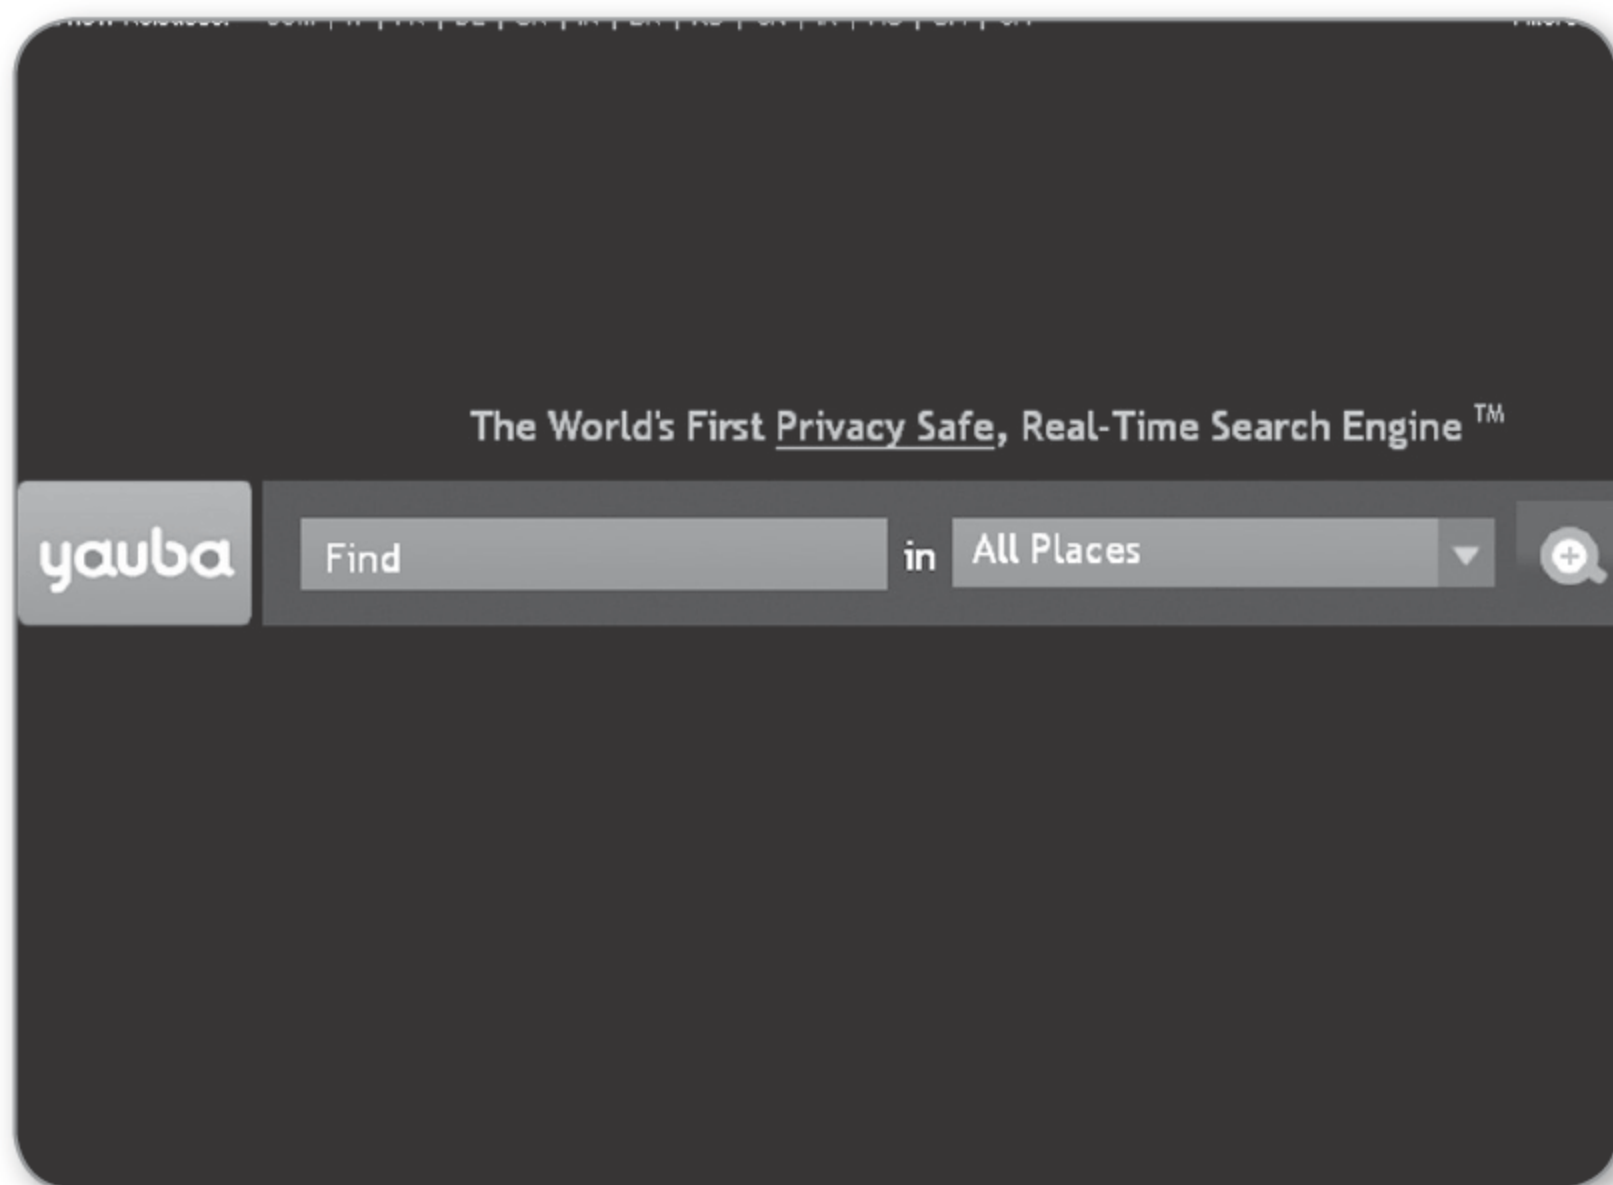 The World's First Privacy Safe, Real-Time Search Engine ™
yauba
Find in All Places